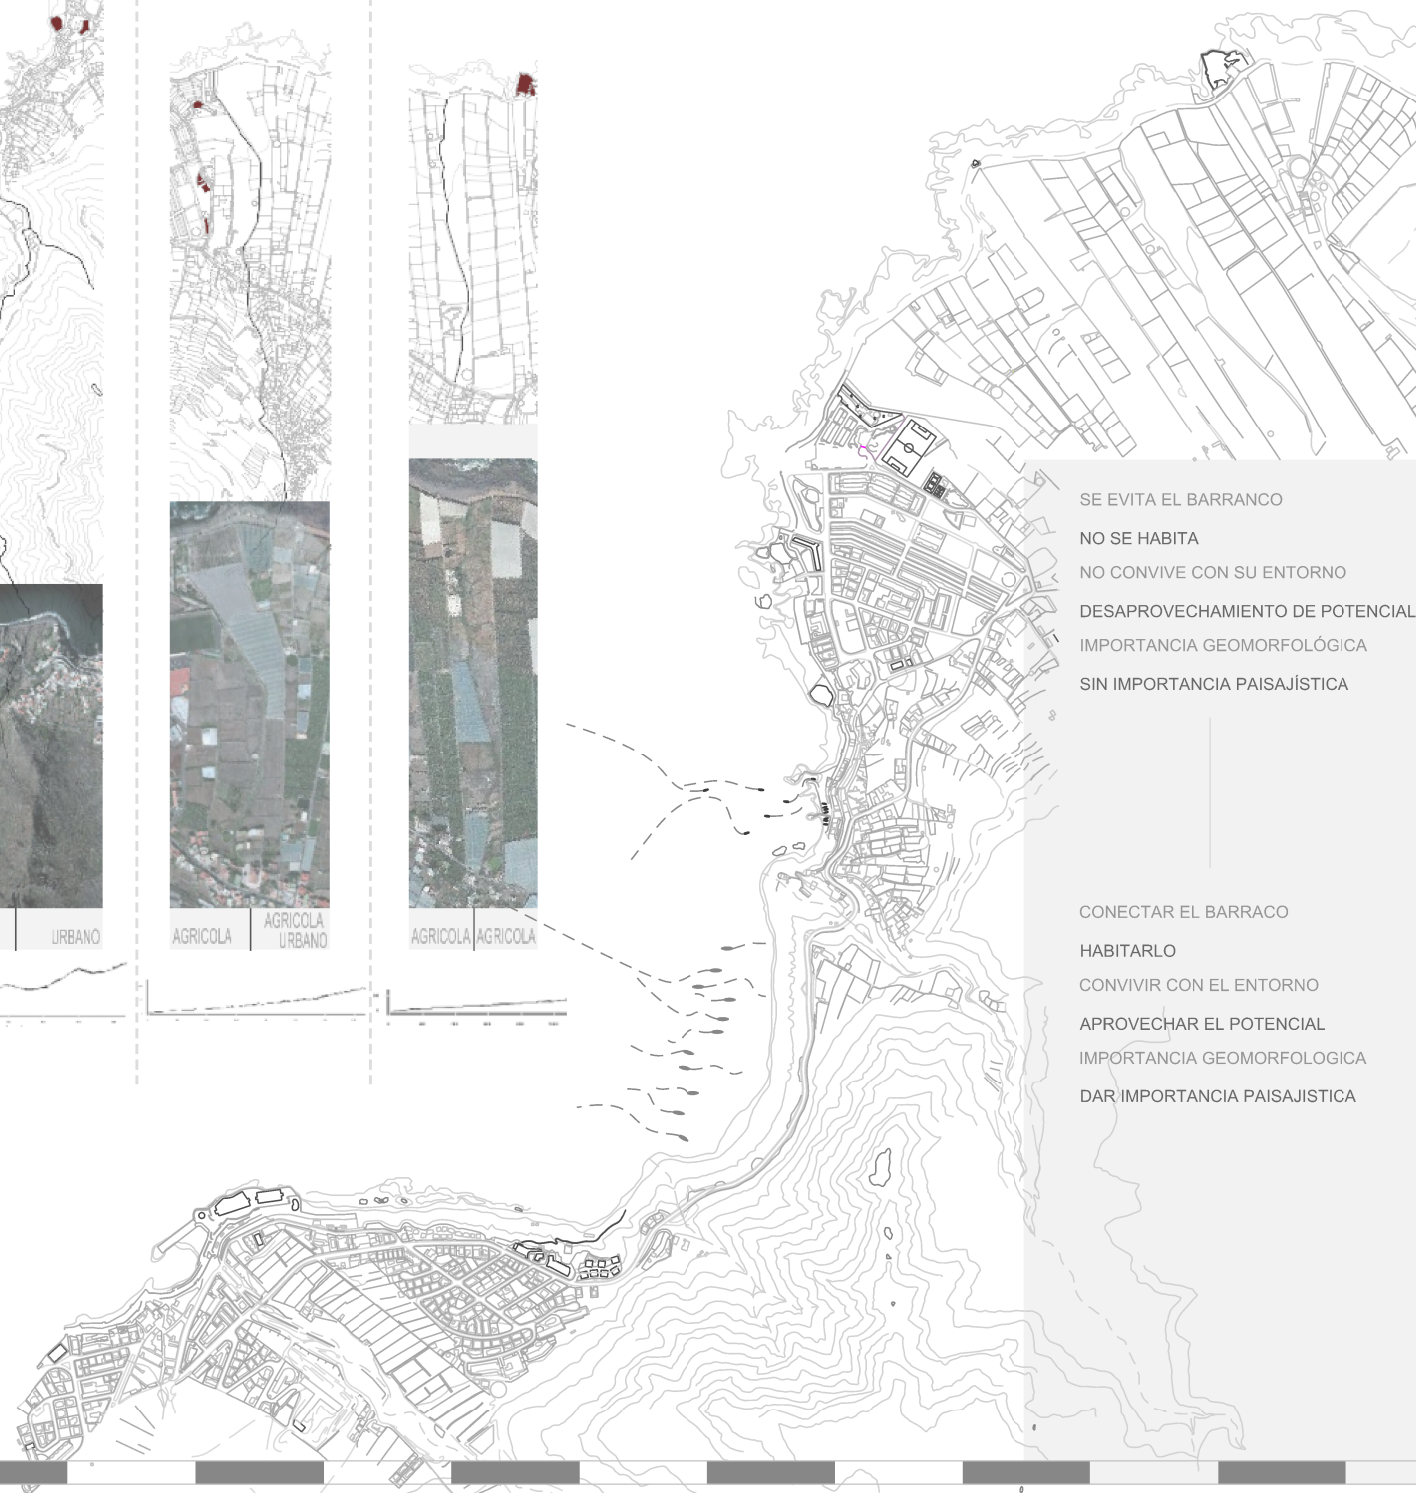 URBANO
AGRICOLA
AGRICOLA
URBANO
AGRICOLA
AGRICOLA
SE EVITA EL BARRANCO
NO SE HABITA
NO CONVIVE CON SU ENTORNO
DESAPROVECHAMIENTO DE POTENCIAL
IMPORTANCIA GEOMORFOLÓGICA
SIN IMPORTANCIA PAISAJÍSTICA
CONECTAR EL BARRACO
HABITARLO
CONVIVIR CON EL ENTORNO
APROVECHAR EL POTENCIAL
IMPORTANCIA GEOMORFOLOGICA
DAR IMPORTANCIA PAISAJISTICA